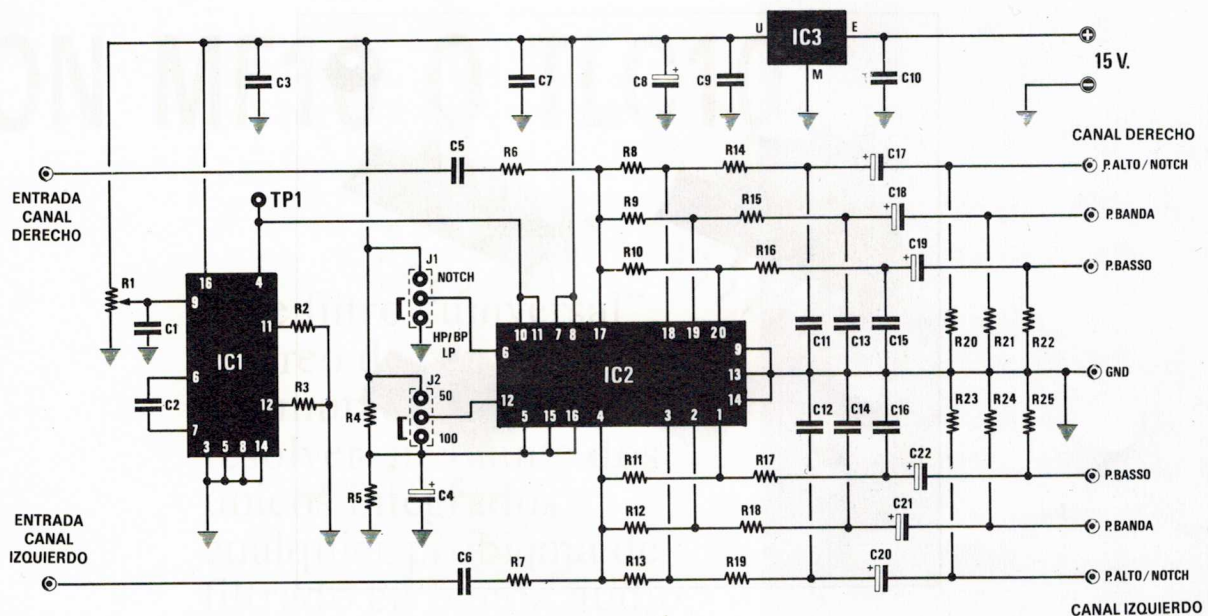 U
IC3
E
M
15 V.
C3
C7
C8
+
C9
C10
CANAL DERECHO
C5
R6
R8
R14
C17
+
P.ALTO/NOTCH
ENTRADA
CANAL
DERECHO
TP1
R9
R15
C18
+
P.BANDA
R10
R16
C19
+
P.BASSO
J1
NOTCH
HP/BP
LP
R1
16
4
9
11
R2
C1
IC1
6
12
R3
C2
7
3 5 8 14
10 11 7 8 17 18 19 20
6
9
IC2
13
12
14
5 15 16 4 3 2 1
J2
50
100
R4
R5
+
C4
C11
C13
C15
R20
R21
R22
GND
C12
C14
C16
R23
R24
R25
R11
R17
C22
+
P.BASSO
R12
R18
C21
+
P.BANDA
ENTRADA
CANAL
IZQUIERDO
C6
R7
R13
R19
C20
+
P.ALTO/NOTCH
CANAL IZQUIERDO